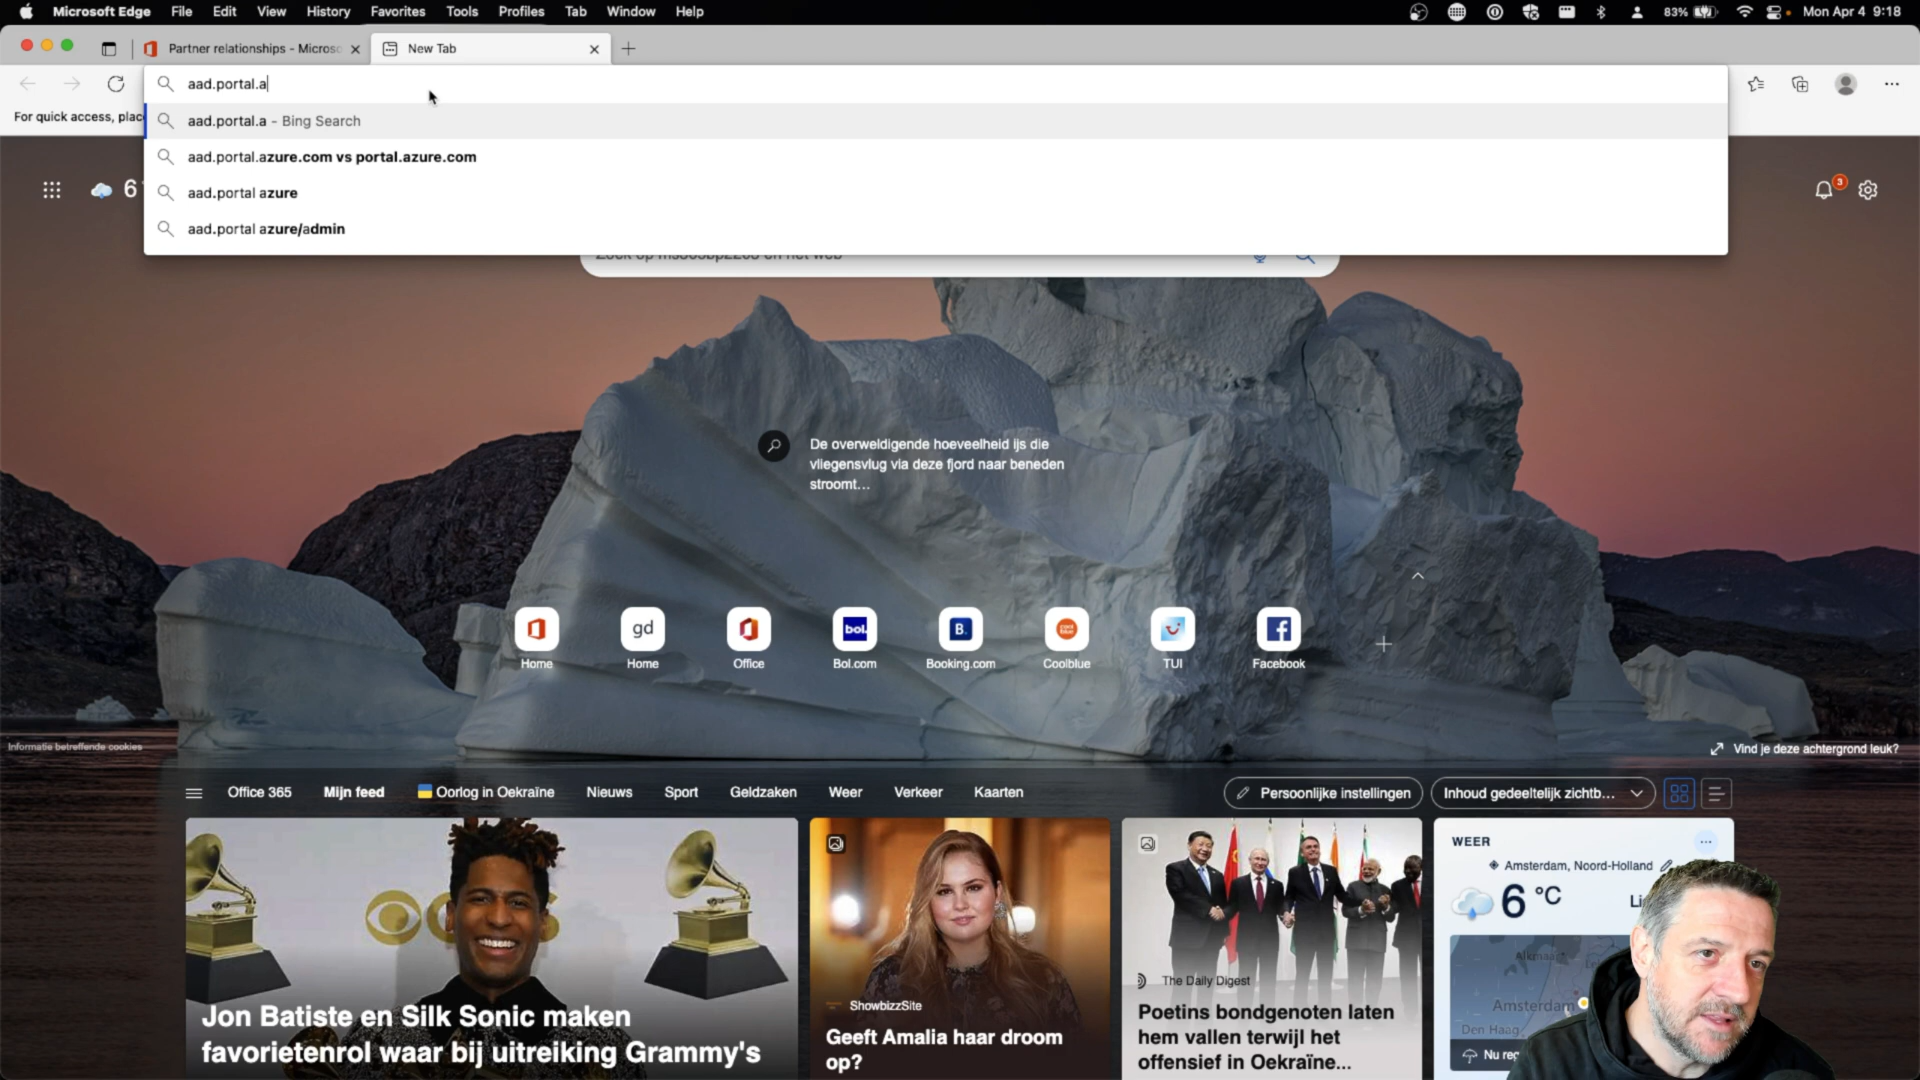 Microsoft Edge File Edit View History Favorites Tools Profiles Tab Window Help
83% Mon Apr 4 9:18
Partner relationships - Microso
New Tab
aad.portal.a
For quick access, plac
aad.portal.a - Bing Search
aad.portal.azure.com vs portal.azure.com
aad.portal azure
aad.portal azure/admin
6
3
De overweldigende hoeveelheid ijs die
vliegensvlug via deze fjord naar beneden
stroomt...
gd
bol.
B.
cool
blue
Home
Home
Office
Bol.com
Booking.com
Coolblue
TUI
Facebook
Informatie betreffende cookies
Vind je deze achtergrond leuk?
Office 365 Mijn feed Oorlog in Oekraïne Nieuws Sport Geldzaken Weer Verkeer Kaarten
Persoonlijke instellingen
Inhoud gedeeltelijk zichtb...
Jon Batiste en Silk Sonic maken
favorietenrol waar bij uitreiking Grammy's
ShowbizzSite
Geeft Amalia haar droom
op?
The Daily Digest
Poetins bondgenoten laten
hem vallen terwijl het
offensief in Oekraïne...
WEER
Amsterdam, Noord-Holland
6 °C
Alkmaar
Amsterdam
Den Haag